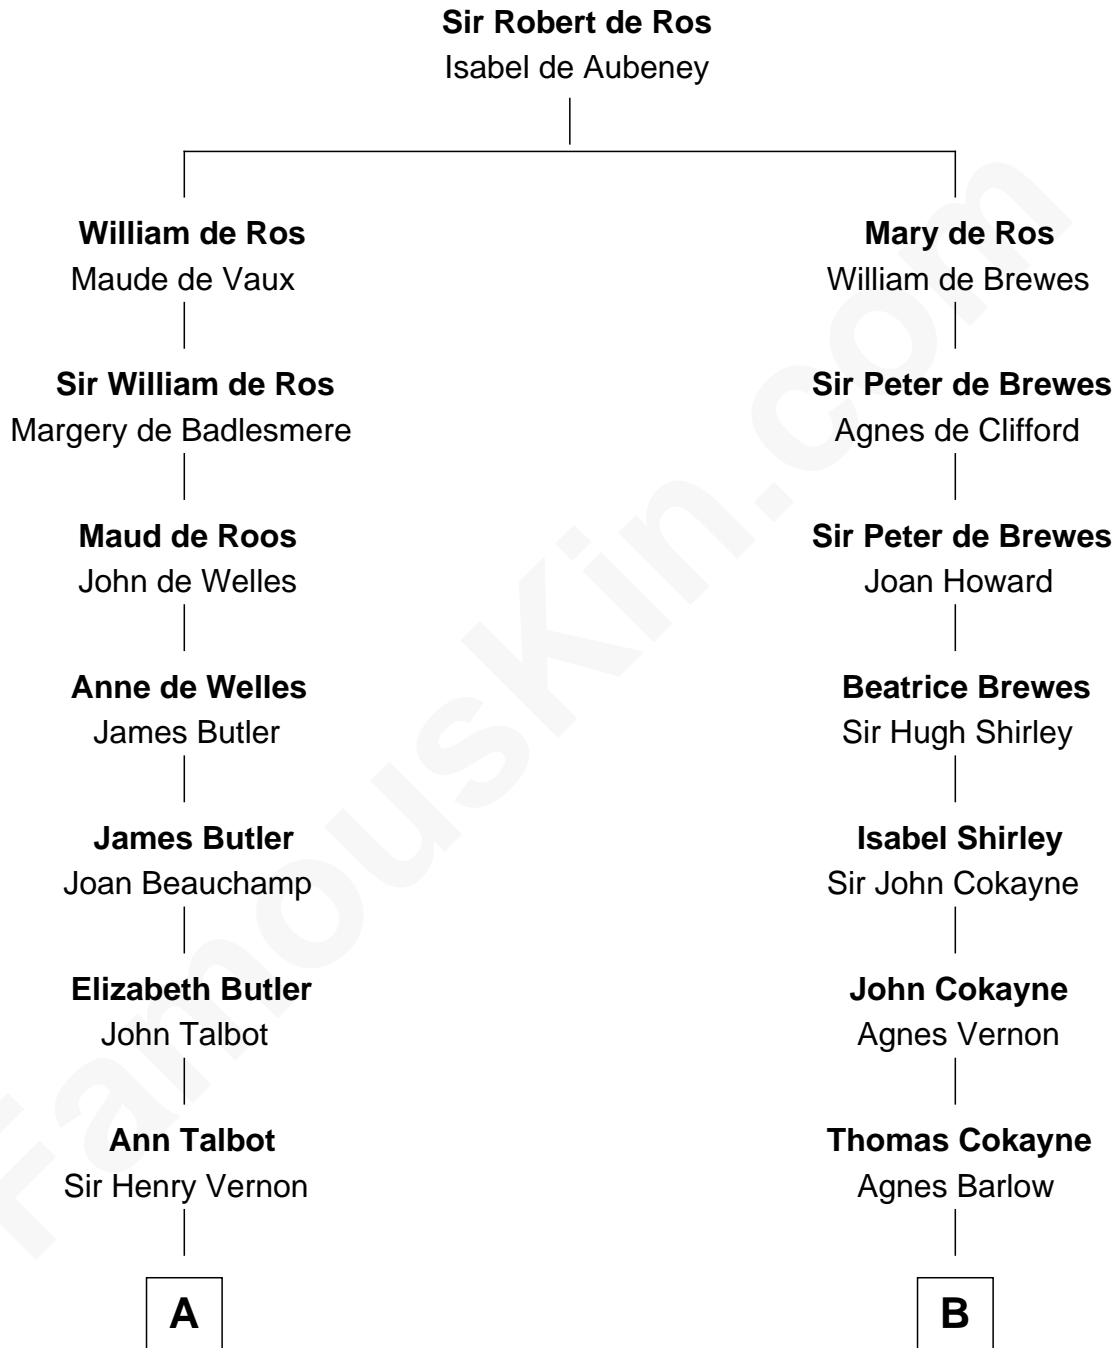 Sir Robert de Ros
Isabel de Aubeney
William de Ros
Maude de Vaux
Mary de Ros
William de Brewes
Sir William de Ros
Margery de Badlesmere
Sir Peter de Brewes
Agnes de Clifford
Maud de Roos
John de Welles
Sir Peter de Brewes
Joan Howard
Anne de Welles
James Butler
Beatrice Brewes
Sir Hugh Shirley
James Butler
Joan Beauchamp
Isabel Shirley
Sir John Cokayne
Elizabeth Butler
John Talbot
John Cokayne
Agnes Vernon
Ann Talbot
Sir Henry Vernon
Thomas Cokayne
Agnes Barlow
A
B
FamousKin.com